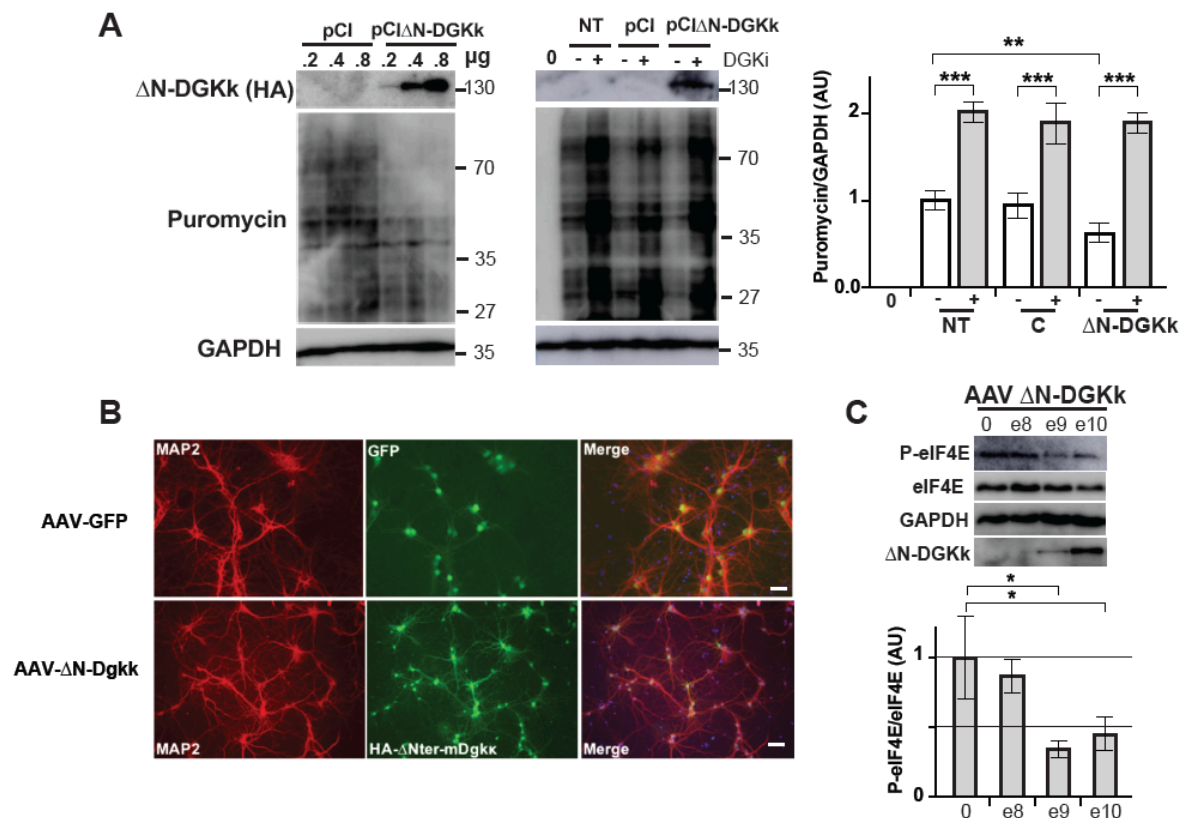 A
pCI pCIΔN-DGKk
.2 .4 .8 .2 .4 .8 µg
ΔN-DGKk (HA)
130
Puromycin
70
35
27
GAPDH
35
NT pCI pCIΔN-DGKk
0 - + - + - + DGKi
130
70
35
27
35
Puromycin/GAPDH (AU)
**
*** *** ***
2
1
0.0
0 - + - + - +
NT C ΔN-DGKk
B
AAV-GFP
MAP2 GFP Merge
AAV-ΔN-Dgkk
MAP2 HA-ΔNter-mDgkκ Merge
C
AAV ΔN-DGKk
0 e8 e9 e10
P-eIF4E
eIF4E
GAPDH
ΔN-DGKk
P-eIF4E/eIF4E (AU)
*
*
1
0
0 e8 e9 e10